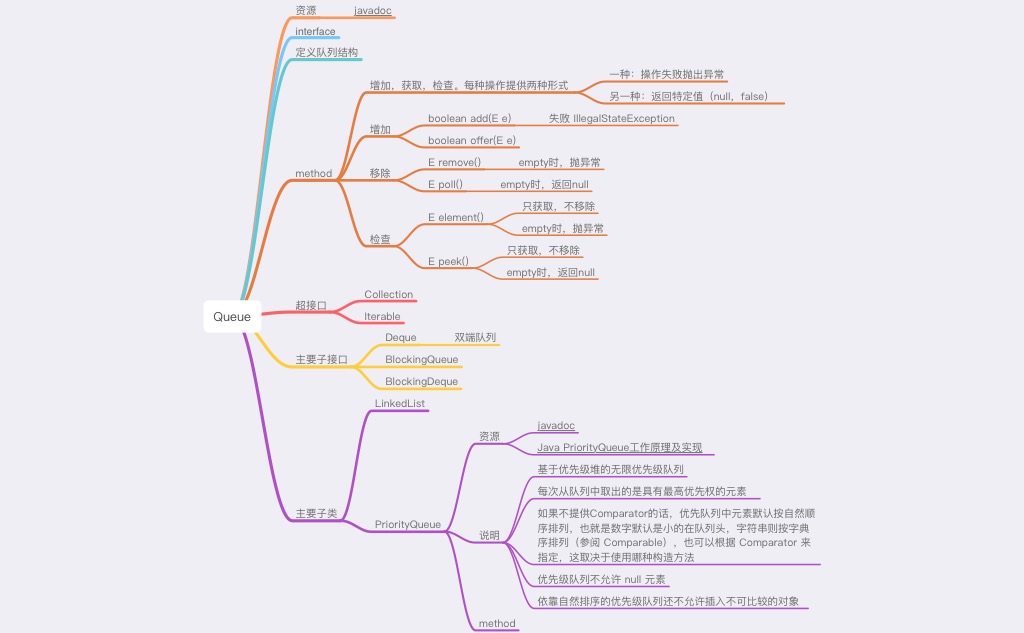 资源
javadoc
interface
定义队列结构
method
增加，获取，检查。每种操作提供两种形式
一种：操作失败抛出异常
另一种：返回特定值（null，false）
增加
boolean add(E e)
失败 IllegalStateException
boolean offer(E e)
移除
E remove()
empty时，抛异常
E poll()
empty时，返回null
检查
E element()
只获取，不移除
empty时，抛异常
E peek()
只获取，不移除
empty时，返回null
Queue
超接口
Collection
Iterable
主要子接口
Deque
双端队列
BlockingQueue
BlockingDeque
主要子类
LinkedList
PriorityQueue
资源
javadoc
Java PriorityQueue工作原理及实现
说明
基于优先级堆的无限优先级队列
每次从队列中取出的是具有最高优先权的元素
如果不提供Comparator的话，优先队列中元素默认按自然顺
序排列，也就是数字默认是小的在队列头，字符串则按字典
序排列（参阅 Comparable），也可以根据 Comparator 来
指定，这取决于使用哪种构造方法
优先级队列不允许 null 元素
依靠自然排序的优先级队列还不允许插入不可比较的对象
method